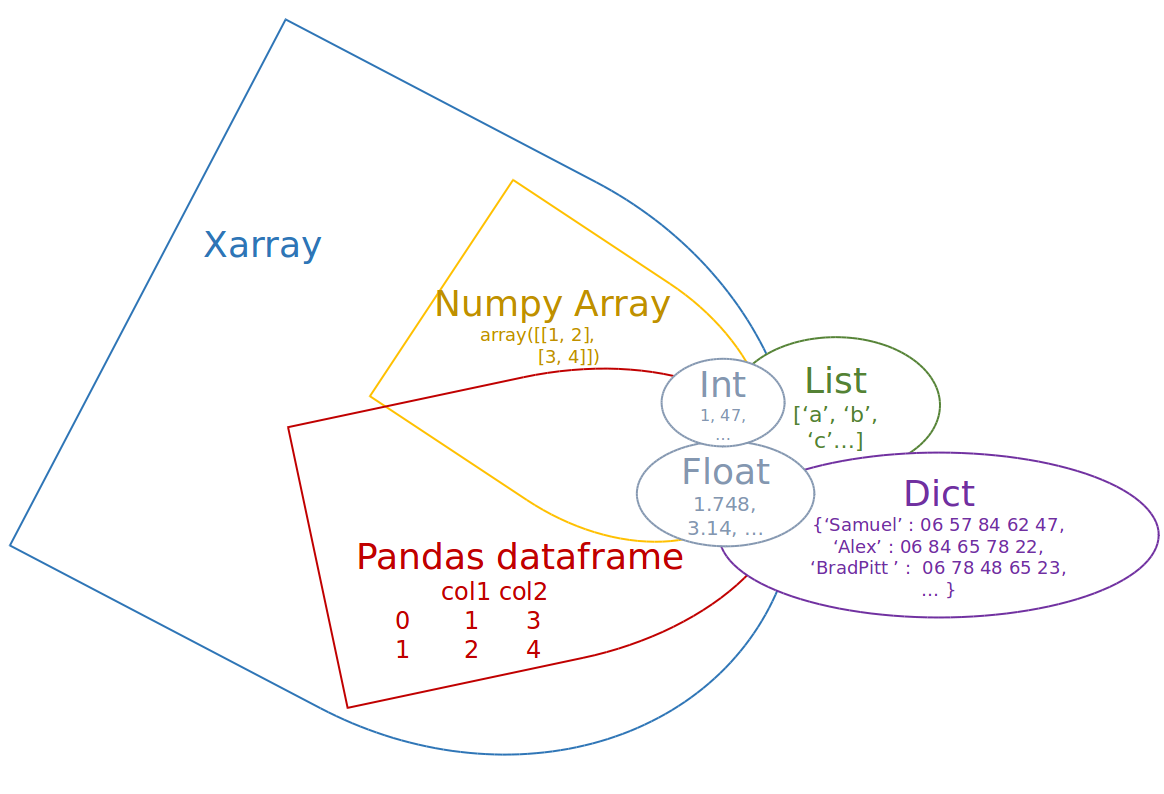 Xarray
Numpy Array
array([[1, 2],
[3, 4]])
Int
1, 47,
...
List
[‘a’, ‘b’,
‘c’...]
Float
1.748,
3.14, ...
Dict
{‘Samuel’ : 06 57 84 62 47,
‘Alex’ : 06 84 65 78 22,
‘BradPitt ’ :  06 78 48 65 23,
... }
Pandas dataframe
col1 col2
0 1 3
1 2 4